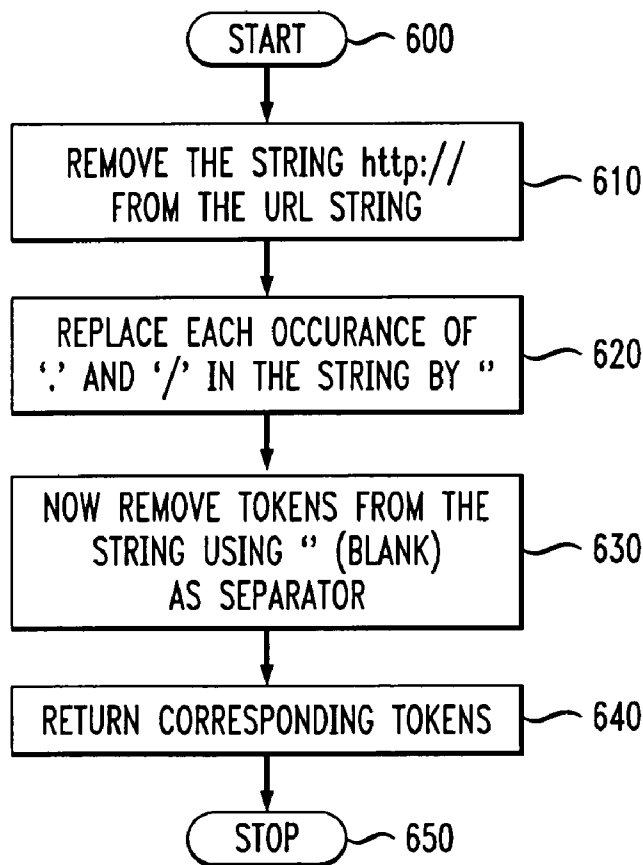 START 600
REMOVE THE STRING http://
FROM THE URL STRING 610
REPLACE EACH OCCURANCE OF
‘.’ AND ‘/’ IN THE STRING BY ‘’ 620
NOW REMOVE TOKENS FROM THE
STRING USING ‘’ (BLANK)
AS SEPARATOR 630
RETURN CORRESPONDING TOKENS 640
STOP 650